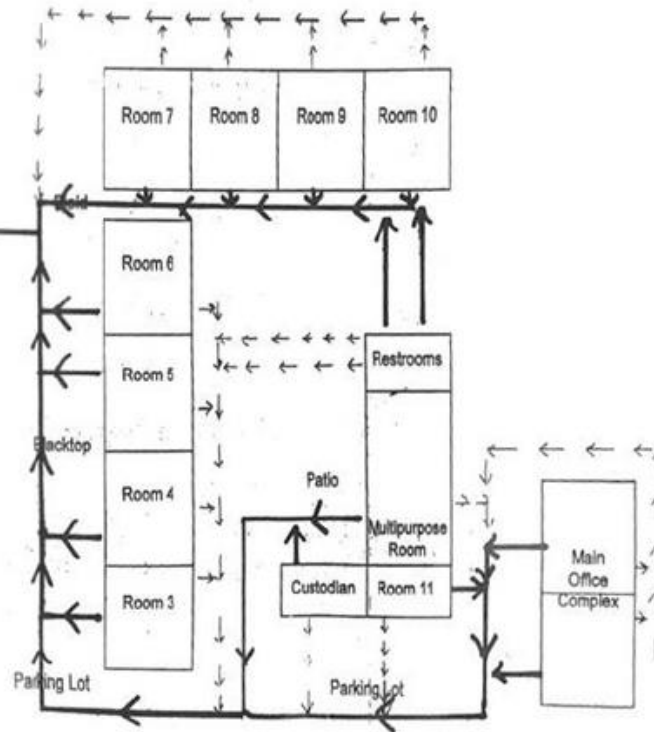 Room 7
Room 8
Room 9
Room 10
Room 6
Room 5
Restrooms
Blacktop
Room 4
Patio
Multipurpose
Room
Main
Office
Complex
Custodian
Room 11
Room 3
Parking Lot
Parking Lot